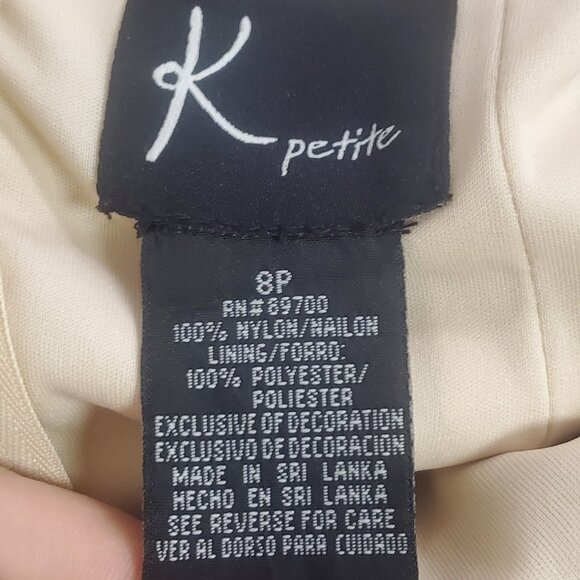 K
petite
8P
RN# 89700
100% NYLON/NAILON
LINING/FORRO:
100% POLYESTER/
POLIESTER
EXCLUSIVE OF DECORATION
EXCLUSIVO DE DECORACION
MADE IN SRI LANKA
HECHO EN SRI LANKA
SEE REVERSE FOR CARE
VER AL DORSO PARA CUIDADO